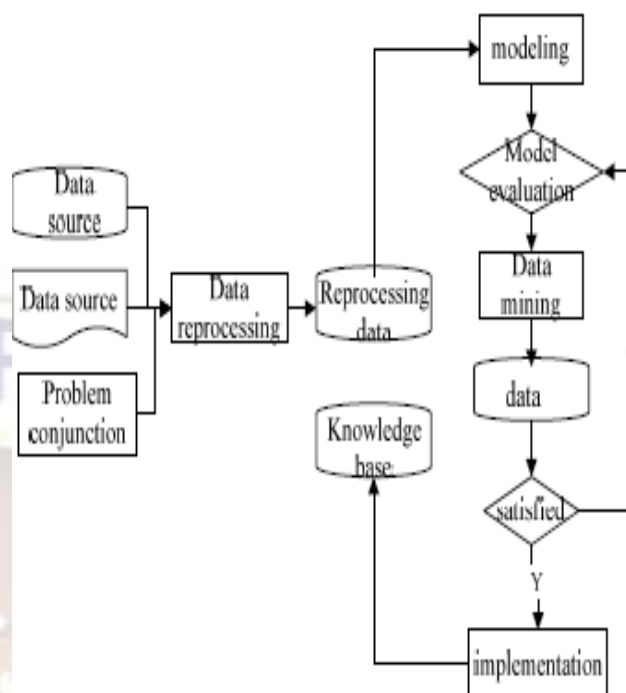 modeling
Model
evaluation
Data
source
Data source
Problem
conjunction
Data
reprocessing
Reprocessing
data
Data
mining
data
Knowledge
base
satisfied
Y
implementation